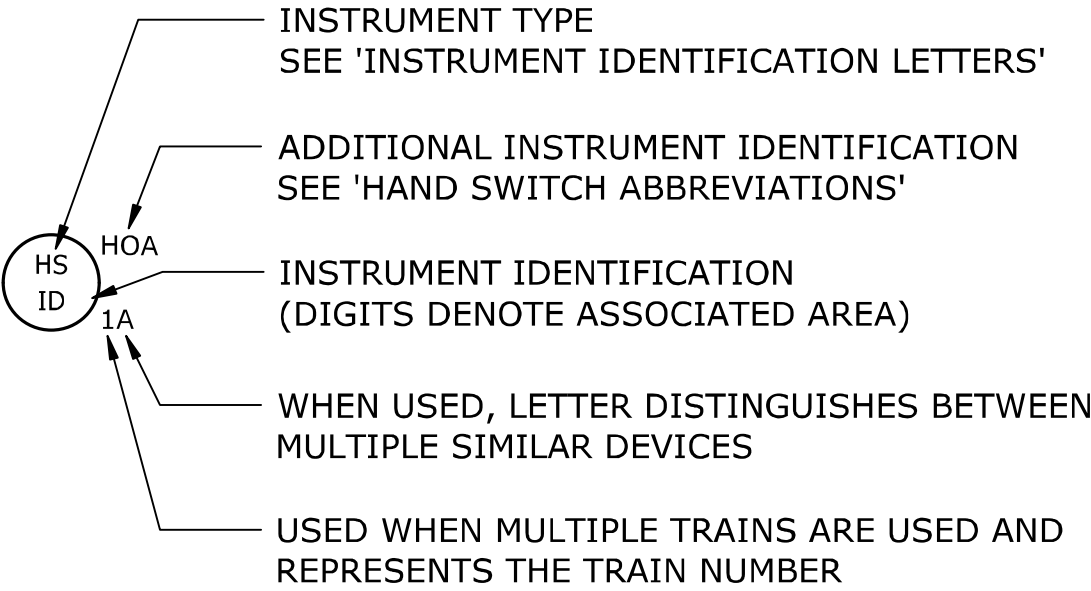 INSTRUMENT TYPE
SEE 'INSTRUMENT IDENTIFICATION LETTERS'
ADDITIONAL INSTRUMENT IDENTIFICATION
SEE 'HAND SWITCH ABBREVIATIONS'
HOA
HS
ID
1A
INSTRUMENT IDENTIFICATION
(DIGITS DENOTE ASSOCIATED AREA)
WHEN USED, LETTER DISTINGUISHES BETWEEN
MULTIPLE SIMILAR DEVICES
USED WHEN MULTIPLE TRAINS ARE USED AND
REPRESENTS THE TRAIN NUMBER